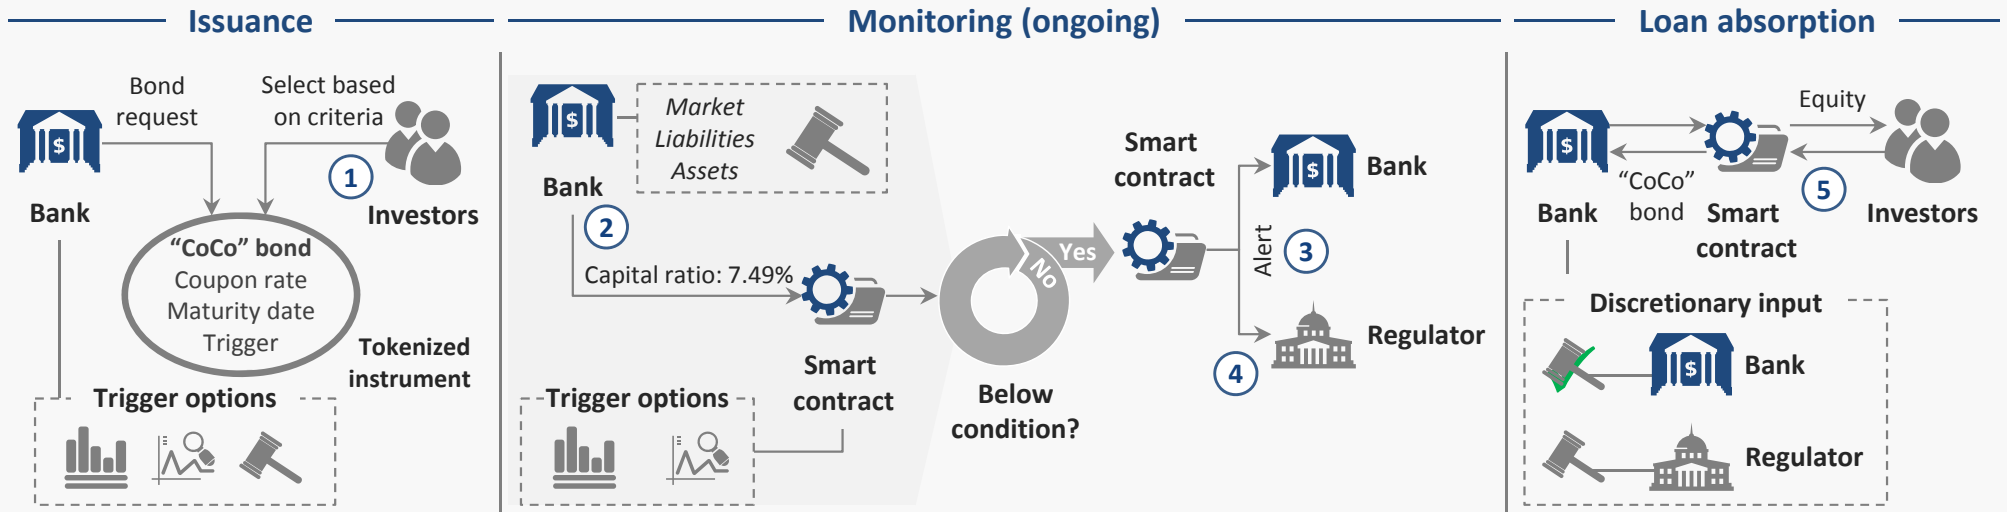 Issuance
Bond
request
Select based
on criteria
1
Bank
Investors
“CoCo” bond
Coupon rate
Maturity date
Trigger
Tokenized
instrument
Trigger options
Monitoring (ongoing)
Market
Liabilities
Assets
Bank
2
Capital ratio: 7.49%
Smart
contract
Trigger options
Below
condition?
No
Yes
Smart
contract
Alert
3
Bank
4
Regulator
Loan absorption
Equity
“CoCo”
bond
5
Bank
Smart
contract
Investors
Discretionary input
Bank
Regulator